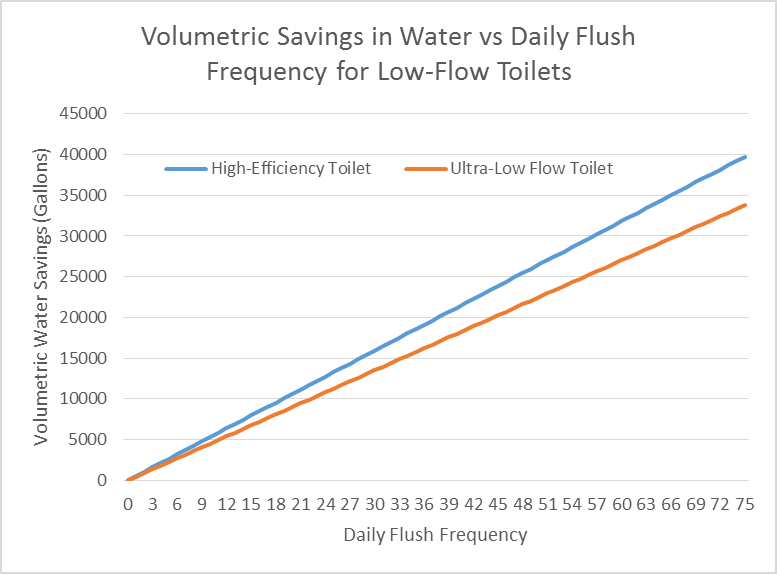 Volumetric Savings in Water vs Daily Flush
Frequency for Low-Flow Toilets
45000
40000
35000
30000
25000
20000
15000
10000
5000
0
Volumetric Water Savings (Gallons)
High-Efficiency Toilet
Ultra-Low Flow Toilet
0 3 6 9 12 15 18 21 24 27 30 33 36 39 42 45 48 51 54 57 60 63 66 69 72 75
Daily Flush Frequency